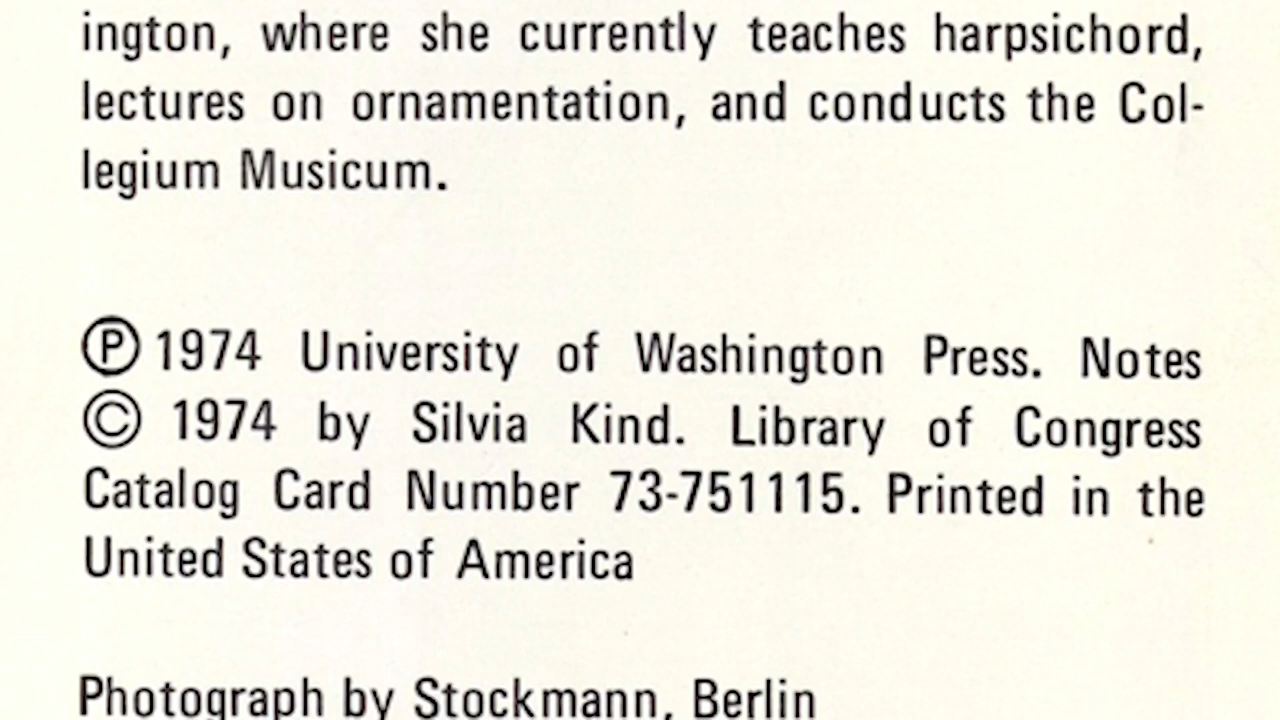 ington, where she currently teaches harpsichord,
lectures on ornamentation, and conducts the Col-
legium Musicum.
Ⓟ 1974 University of Washington Press. Notes
© 1974 by Silvia Kind. Library of Congress
Catalog Card Number 73-751115. Printed in the
United States of America
Photograph by Stockmann, Berlin